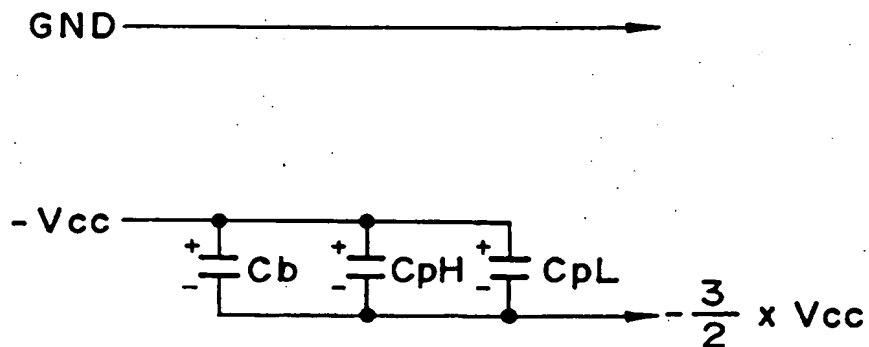 GND
- Vcc
+ + +
Cb CpH CpL
- - -
- 3/2 x Vcc